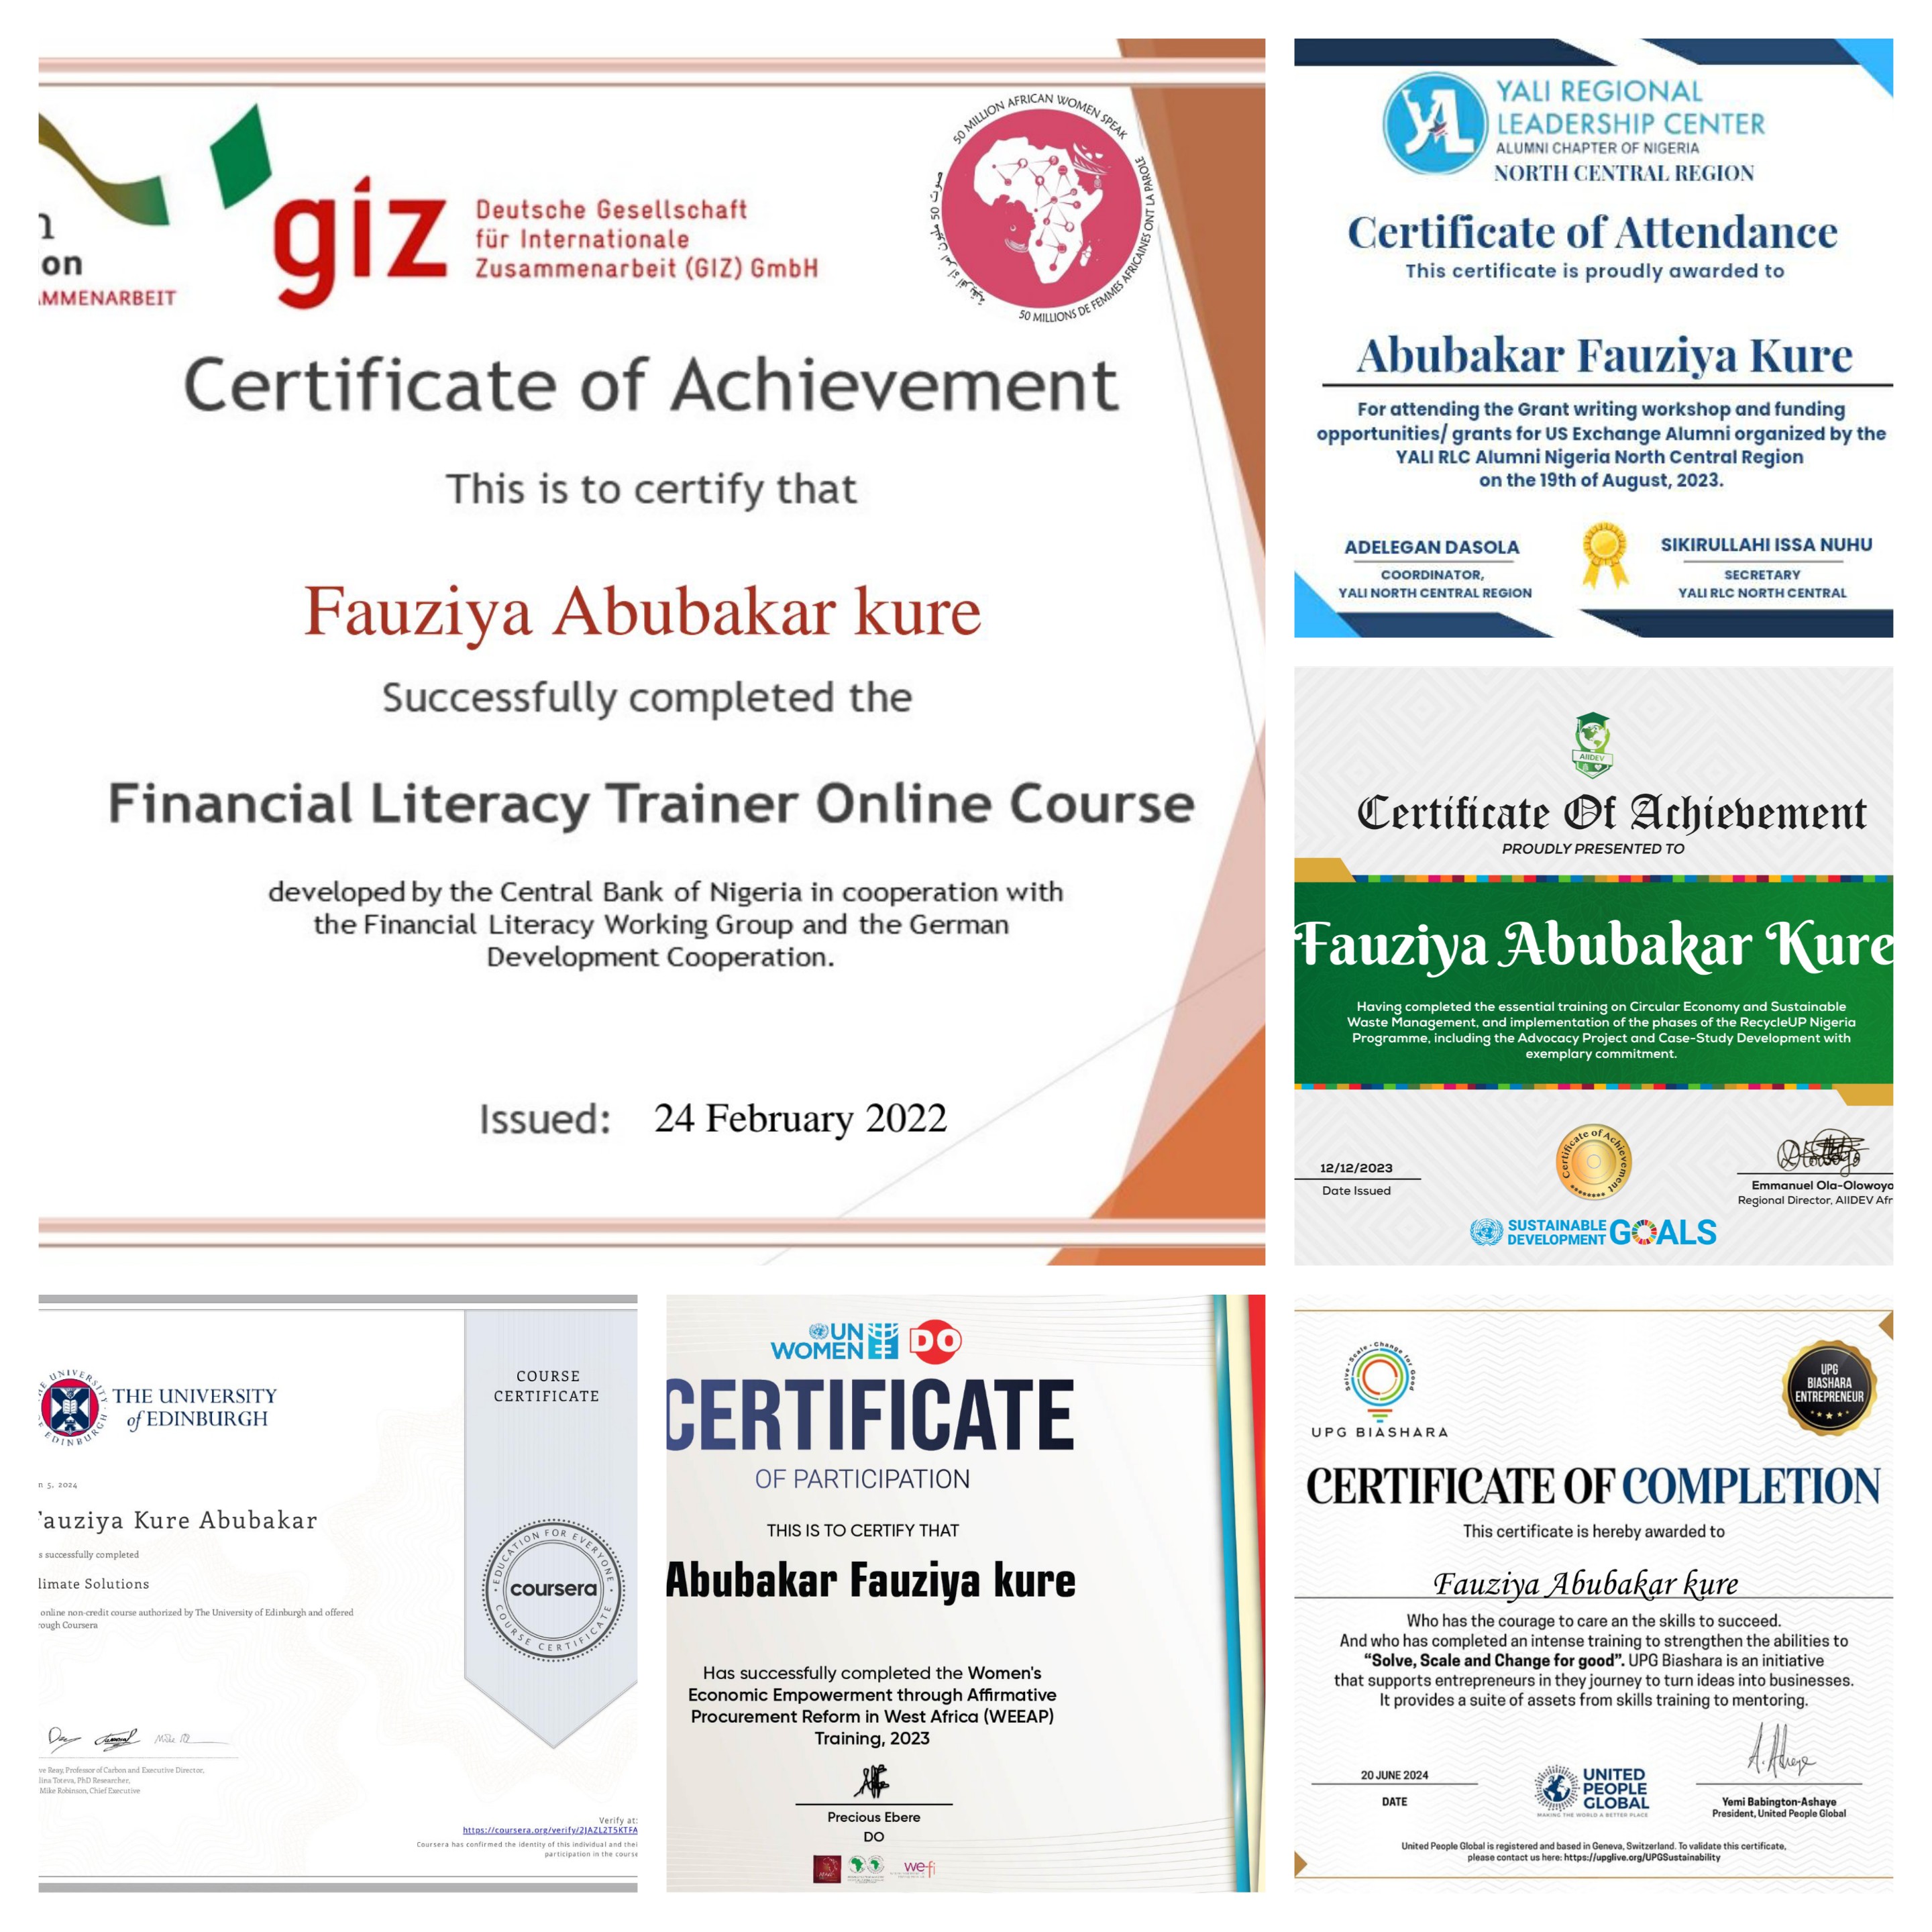 on
MMENARBEIT
giz
Deutsche Gesellschaft
für Internationale
Zusammenarbeit (GIZ) GmbH
50 MILLION AFRICAN WOMEN SPEAK
50 MILLIONS DE FEMMES AFRICAINES ONT LA PAROLE
Certificate of Achievement
This is to certify that
Fauziya Abubakar kure
Successfully completed the
Financial Literacy Trainer Online Course
developed by the Central Bank of Nigeria in cooperation with
the Financial Literacy Working Group and the German
Development Cooperation.
Issued: 24 February 2022
YALI REGIONAL
LEADERSHIP CENTER
ALUMNI CHAPTER OF NIGERIA
NORTH CENTRAL REGION
Certificate of Attendance
This certificate is proudly awarded to
Abubakar Fauziya Kure
For attending the Grant writing workshop and funding
opportunities/ grants for US Exchange Alumni organized by the
YALI RLC Alumni Nigeria North Central Region
on the 19th of August, 2023.
ADELEGAN DASOLA
COORDINATOR,
YALI NORTH CENTRAL REGION
SIKIRULLAHI ISSA NUHU
SECRETARY
YALI RLC NORTH CENTRAL
AIIDEV
Certificate Of Achievement
PROUDLY PRESENTED TO
Fauziya Abubakar Kure
Having completed the essential training on Circular Economy and Sustainable
Waste Management, and implementation of the phases of the RecycleUP Nigeria
Programme, including the Advocacy Project and Case-Study Development with
exemplary commitment.
12/12/2023
Date Issued
Certificate of Achievement
Emmanuel Ola-Olowoyo
Regional Director, AIIDEV Afr
SUSTAINABLE
DEVELOPMENT GOALS
THE UNIVERSITY
of EDINBURGH
COURSE
CERTIFICATE
n 5, 2024
auziya Kure Abubakar
s successfully completed
limate Solutions
online non-credit course authorized by The University of Edinburgh and offered
rough Coursera
EDUCATION FOR EVERYONE
coursera
COURSE CERTIFICATE
ve Reay, Professor of Carbon and Executive Director,
lina Toteva, PhD Researcher,
Mike Robinson, Chief Executive
Verify at:
https://coursera.org/verify/2JAZL2T5KTFA
Coursera has confirmed the identity of this individual and thei
participation in the course
UN
WOMEN
DO
CERTIFICATE
OF PARTICIPATION
THIS IS TO CERTIFY THAT
Abubakar Fauziya kure
Has successfully completed the Women's
Economic Empowerment through Affirmative
Procurement Reform in West Africa (WEEAP)
Training, 2023
Precious Ebere
DO
we-fi
Solve · Scale · Change for Good
UPG BIASHARA
UPG
BIASHARA
ENTREPRENEUR
CERTIFICATE OF COMPLETION
This certificate is hereby awarded to
Fauziya Abubakar kure
Who has the courage to care an the skills to succeed.
And who has completed an intense training to strengthen the abilities to
“Solve, Scale and Change for good”. UPG Biashara is an initiative
that supports entrepreneurs in they journey to turn ideas into businesses.
It provides a suite of assets from skills training to mentoring.
20 JUNE 2024
DATE
UNITED
PEOPLE
GLOBAL
MAKING THE WORLD A BETTER PLACE
Yemi Babington-Ashaye
President, United People Global
United People Global is registered and based in Geneva, Switzerland. To validate this certificate,
please contact us here: https://upglive.org/UPGSustainability